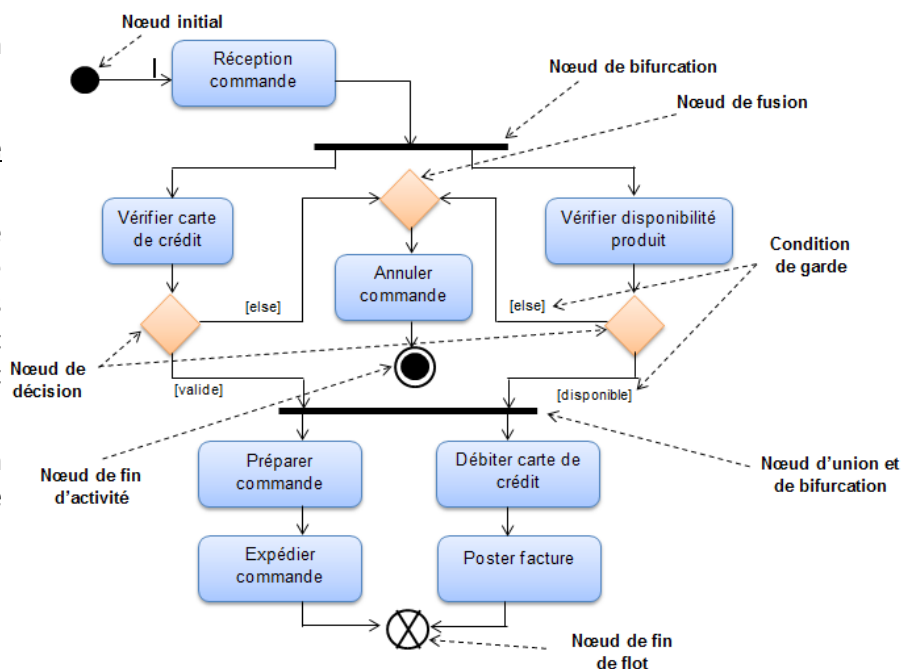 Nœud initial
Réception
commande
Nœud de bifurcation
Nœud de fusion
Vérifier carte
de crédit
Vérifier disponibilité
produit
Condition
de garde
Annuler
commande
[else]
[else]
Nœud de
décision
[valide]
[disponible]
Préparer
commande
Débiter carte de
crédit
Nœud d'union et
de bifurcation
Nœud de fin
d'activité
Expédier
commande
Poster facture
Nœud de fin
de flot